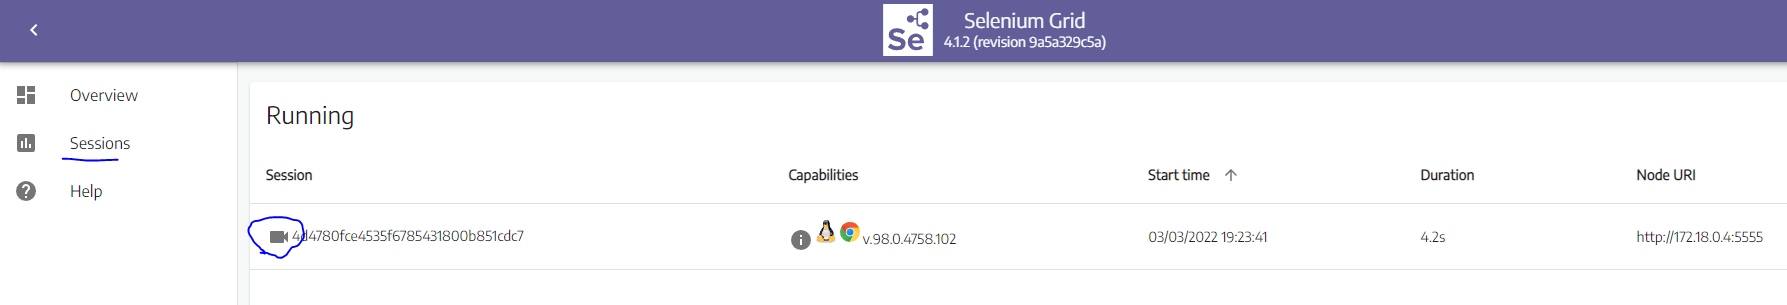 Se
Selenium Grid
4.1.2 (revision 9a5a329c5a)
Overview
Sessions
Help
Running
Session Capabilities Start time Duration Node URI
4d4780fce4535f6785431800b851cdc7 v.98.0.4758.102 03/03/2022 19:23:41 4.2s http://172.18.0.4:5555